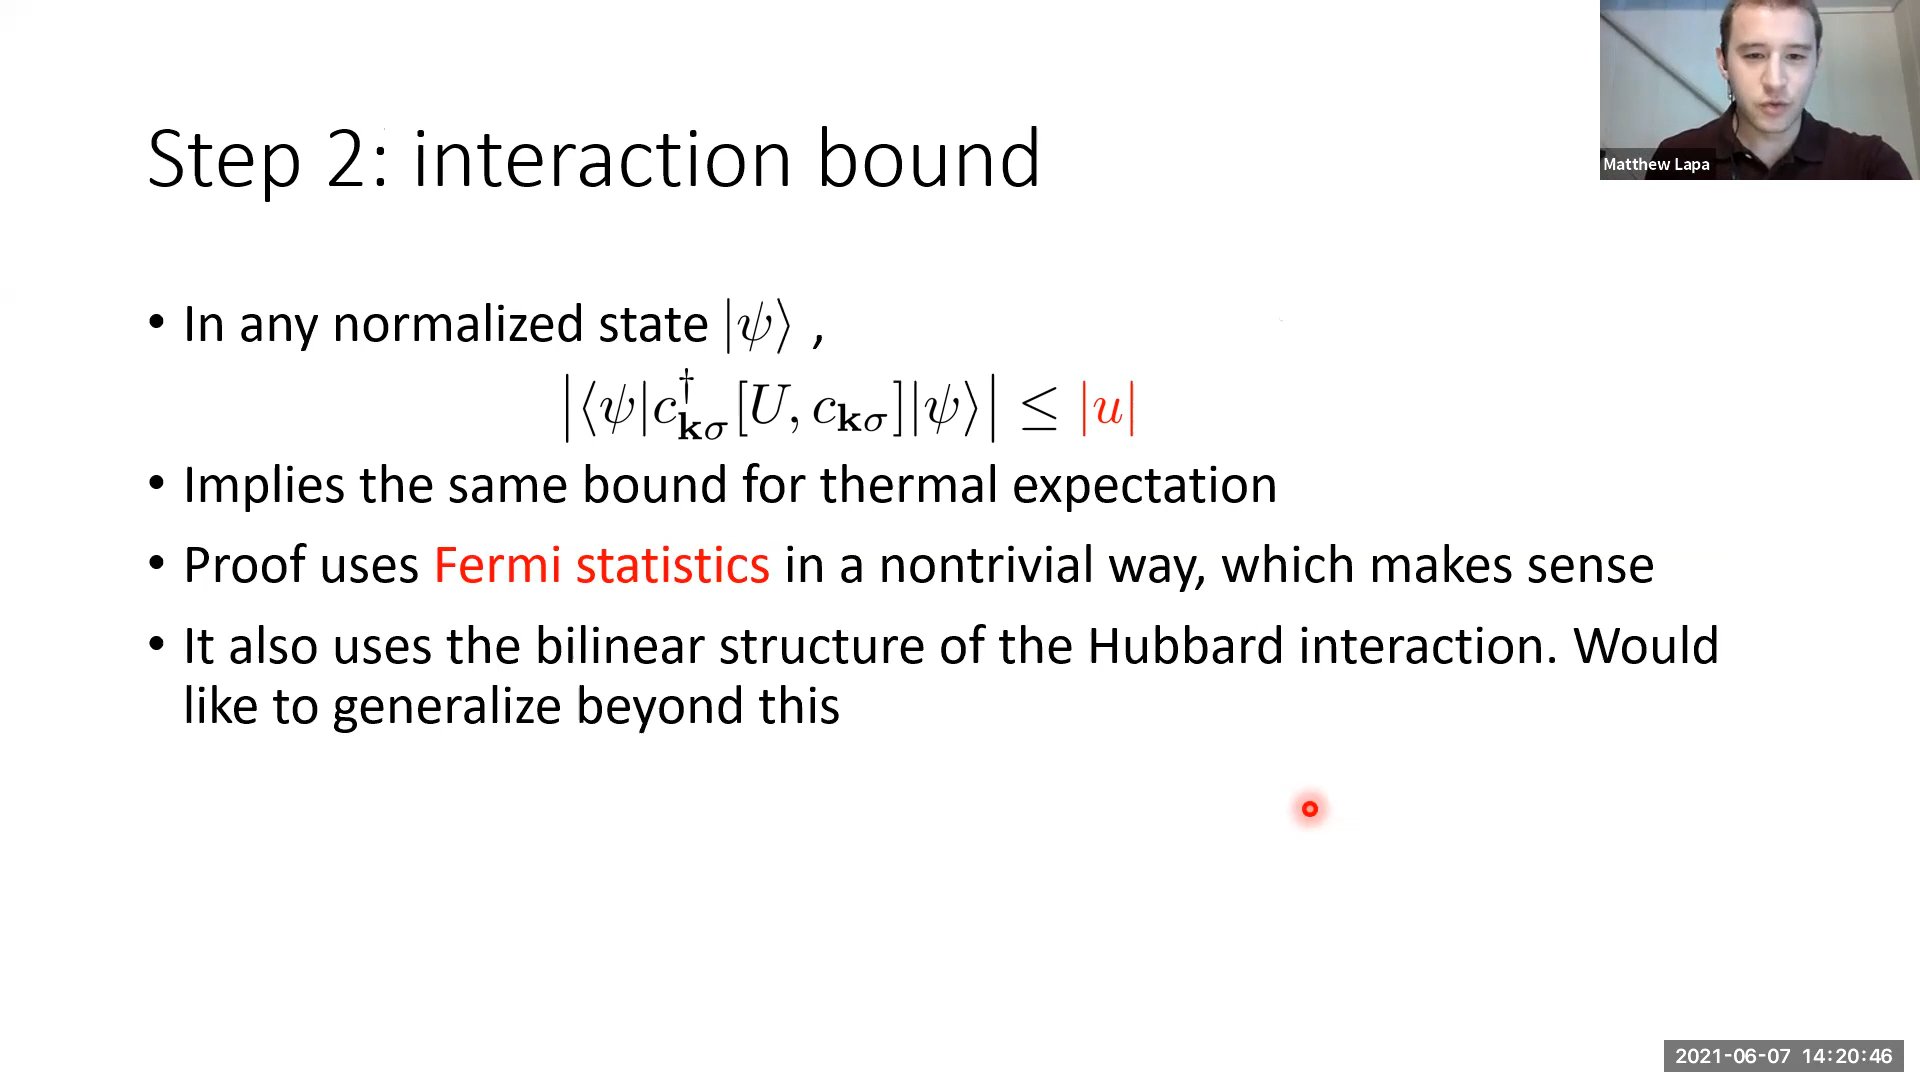 Step 2: interaction bound
Matthew Lapa
• In any normalized state |ψ⟩ ,
|⟨ψ|c†𝐤σ[U, c𝐤σ]|ψ⟩| ≤ |u|
• Implies the same bound for thermal expectation
• Proof uses Fermi statistics in a nontrivial way, which makes sense
• It also uses the bilinear structure of the Hubbard interaction. Would
like to generalize beyond this
2021-06-07 14:20:46